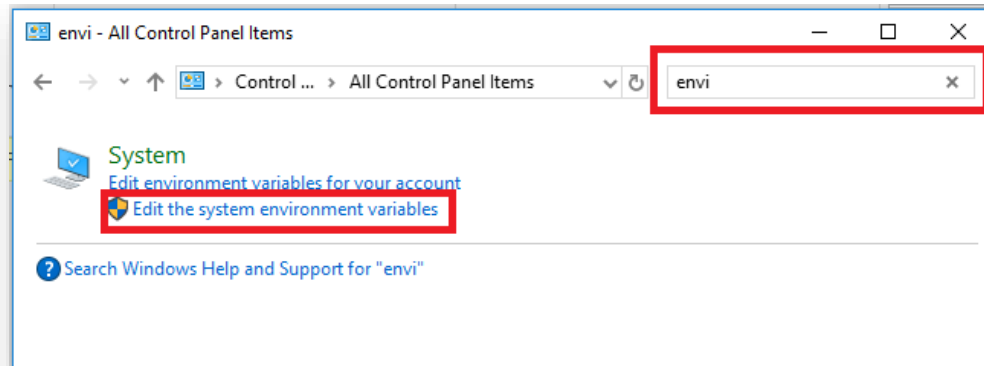 envi - All Control Panel Items
Control ... › All Control Panel Items envi
System
Edit environment variables for your account
Edit the system environment variables
Search Windows Help and Support for "envi"